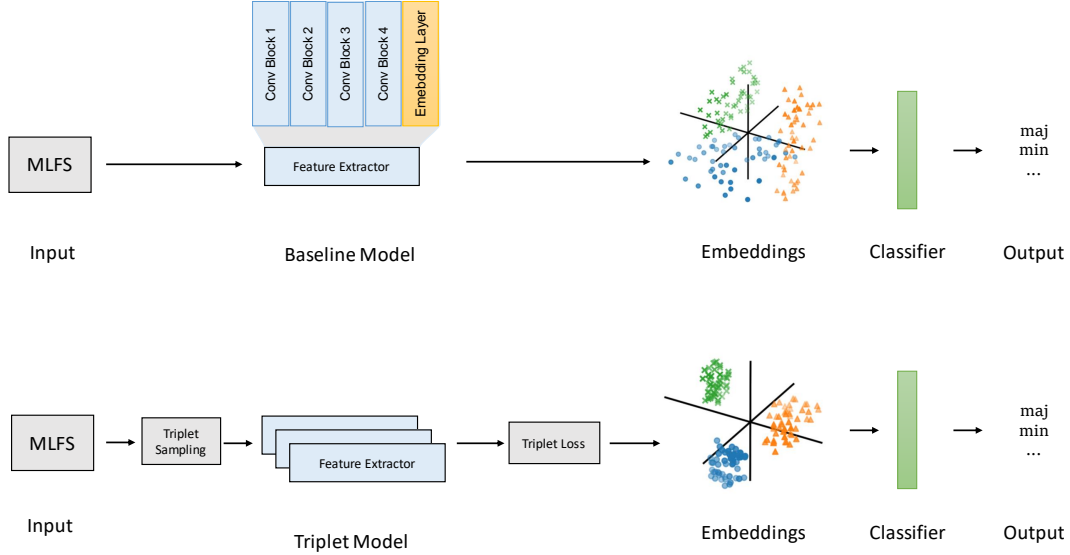 Conv Block 1
Conv Block 2
Conv Block 3
Conv Block 4
Emebdding Layer
MLFS
Feature Extractor
maj
min
...
Input
Baseline Model
Embeddings
Classifier
Output
MLFS
Triplet
Sampling
Feature Extractor
Triplet Loss
maj
min
...
Input
Triplet Model
Embeddings
Classifier
Output